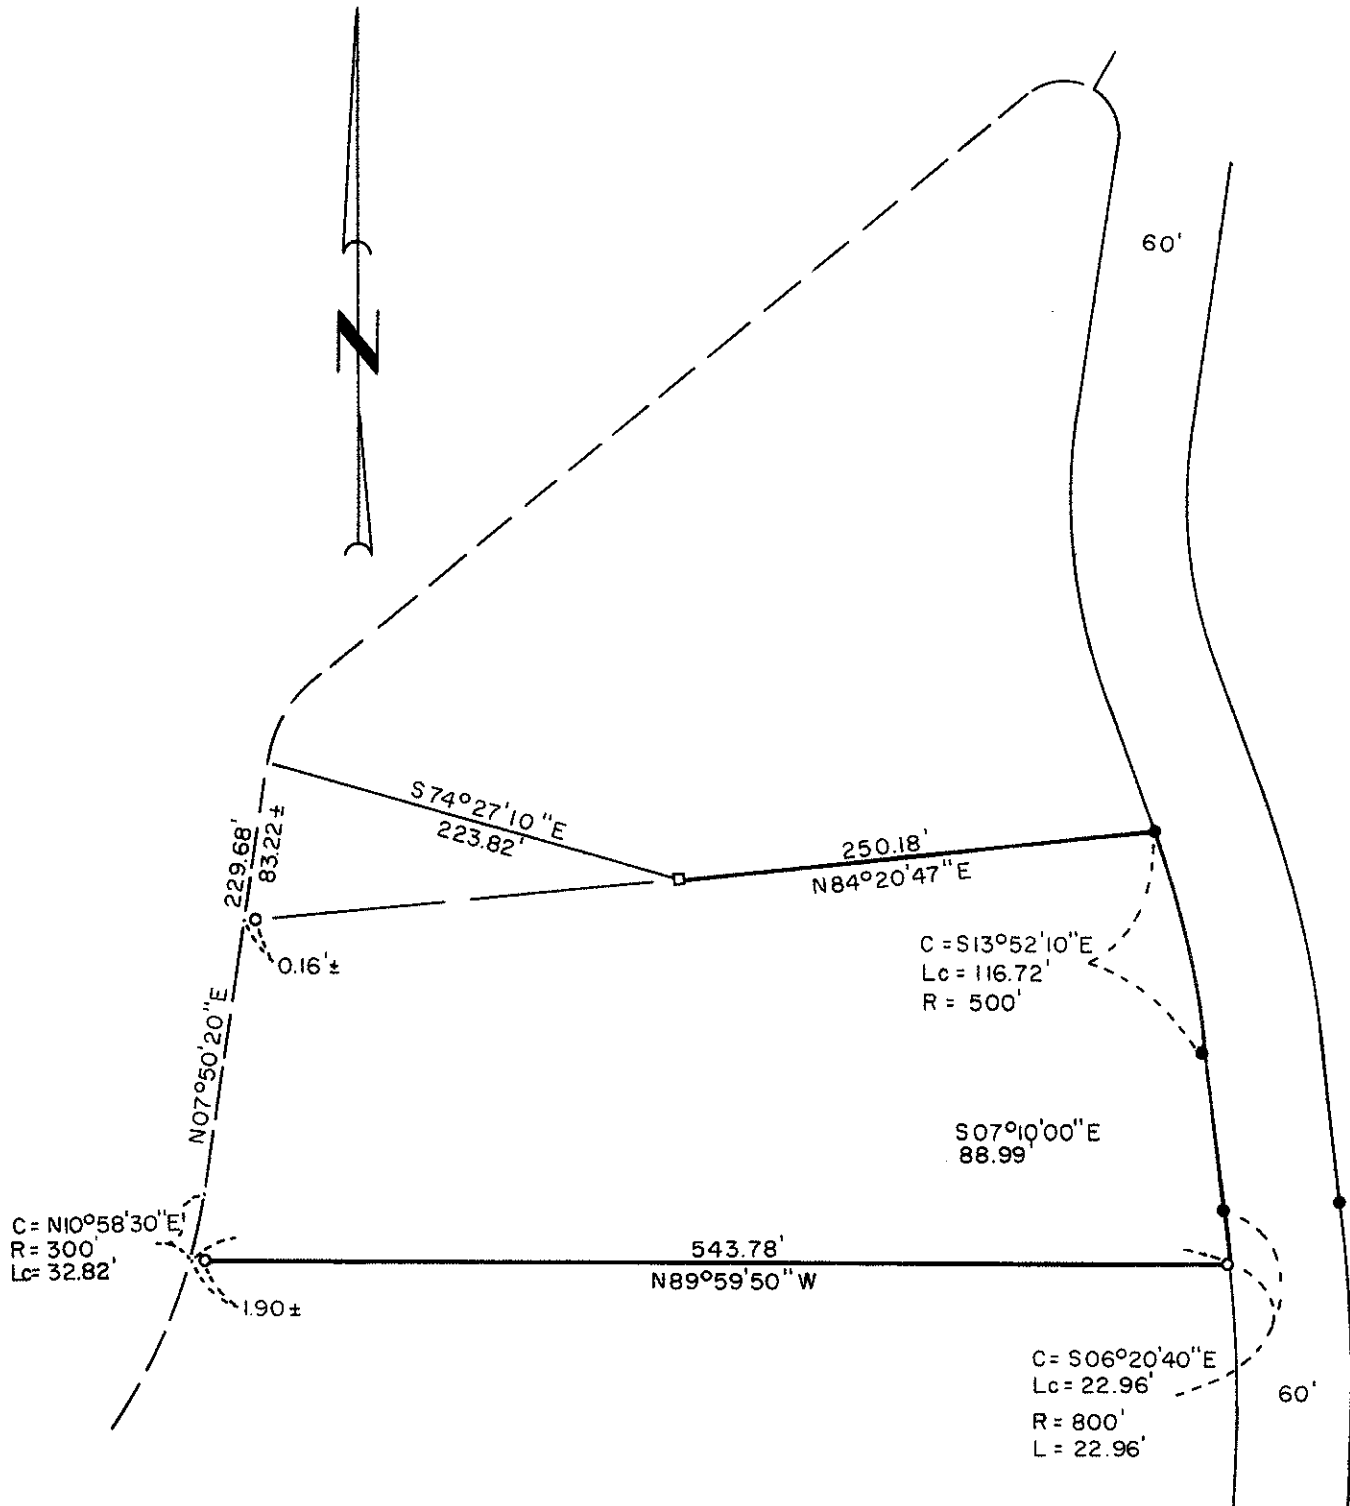 N
60'
S74°27'10"E
223.82'
229.68'
83.22±
250.18'
N84°20'47"E
0.16'±
C = S13°52'10"E
Lc = 116.72'
R = 500'
N07°50'20"E
S07°10'00"E
88.99'
C = N10°58'30"E
R = 300'
Lc= 32.82'
543.78'
N89°59'50"W
1.90±
C= S06°20'40"E
Lc= 22.96'
R = 800'
L = 22.96'
60'